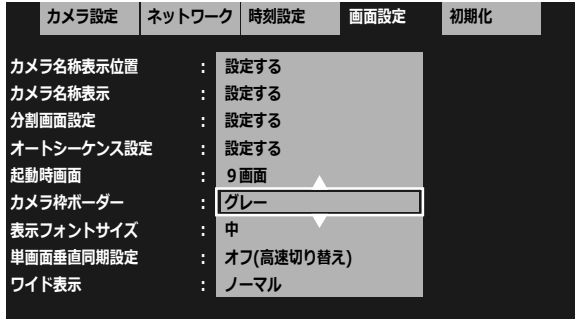 カメラ設定 ネットワーク 時刻設定 画面設定 初期化
カメラ名称表示位置 : 設定する
カメラ名称表示 : 設定する
分割画面設定 : 設定する
オートシーケンス設定 : 設定する
起動時画面 : 9画面
カメラ枠ボーダー : グレー
表示フォントサイズ : 中
単画面垂直同期設定 : オフ(高速切り替え)
ワイド表示 : ノーマル